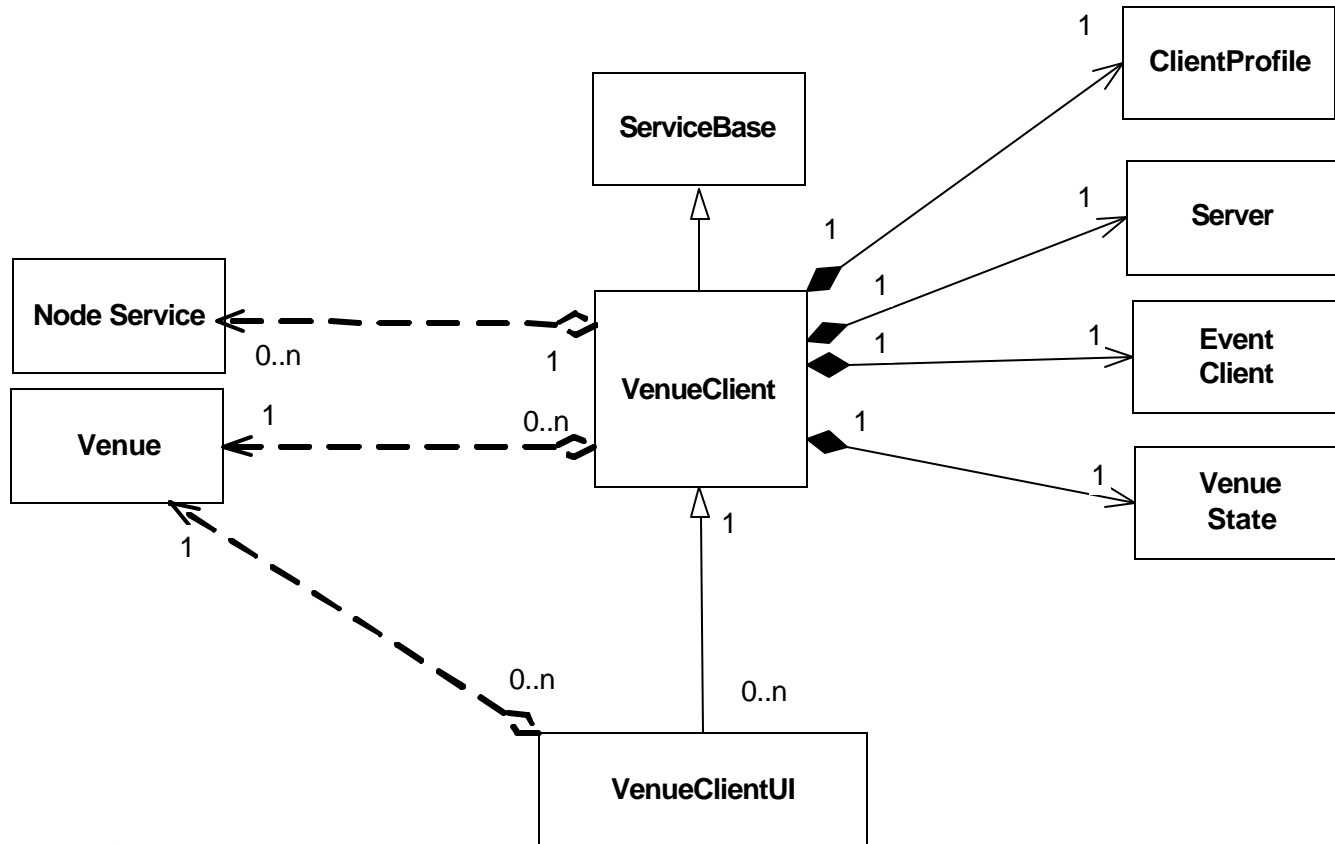 1
ClientProfile
ServiceBase
1
Server
1
1
Node Service
0..n
1
VenueClient
1
1
Event
Client
Venue
1
0..n
1
1
Venue
State
1
1
0..n
0..n
VenueClientUI